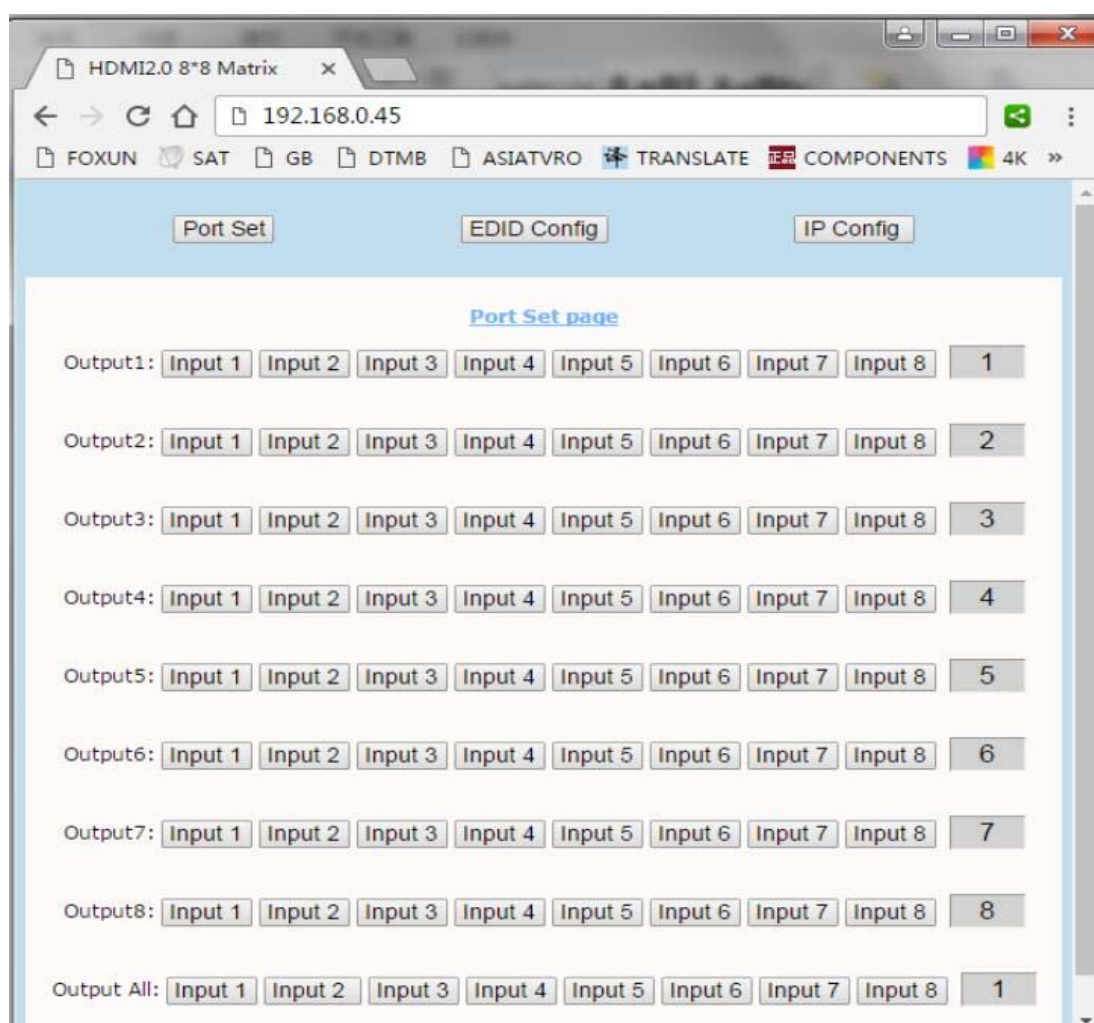 HDMI2.0 8*8 Matrix
192.168.0.45
FOXUN SAT GB DTMB ASIATVRO 译 TRANSLATE 正品 COMPONENTS 4K »
Port Set EDID Config IP Config
Port Set page
Output1: Input 1 Input 2 Input 3 Input 4 Input 5 Input 6 Input 7 Input 8 1
Output2: Input 1 Input 2 Input 3 Input 4 Input 5 Input 6 Input 7 Input 8 2
Output3: Input 1 Input 2 Input 3 Input 4 Input 5 Input 6 Input 7 Input 8 3
Output4: Input 1 Input 2 Input 3 Input 4 Input 5 Input 6 Input 7 Input 8 4
Output5: Input 1 Input 2 Input 3 Input 4 Input 5 Input 6 Input 7 Input 8 5
Output6: Input 1 Input 2 Input 3 Input 4 Input 5 Input 6 Input 7 Input 8 6
Output7: Input 1 Input 2 Input 3 Input 4 Input 5 Input 6 Input 7 Input 8 7
Output8: Input 1 Input 2 Input 3 Input 4 Input 5 Input 6 Input 7 Input 8 8
Output All: Input 1 Input 2 Input 3 Input 4 Input 5 Input 6 Input 7 Input 8 1